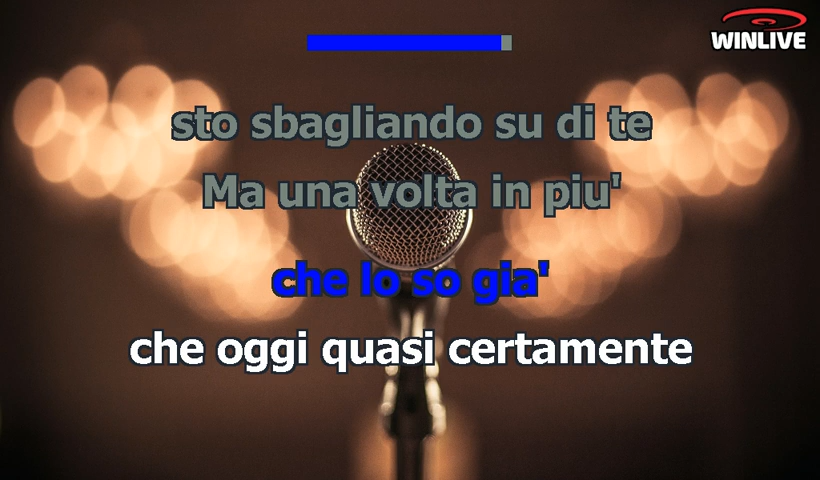 WINLIVE
sto sbagliando su di te
Ma una volta in piu'
che lo so gia'
che oggi quasi certamente